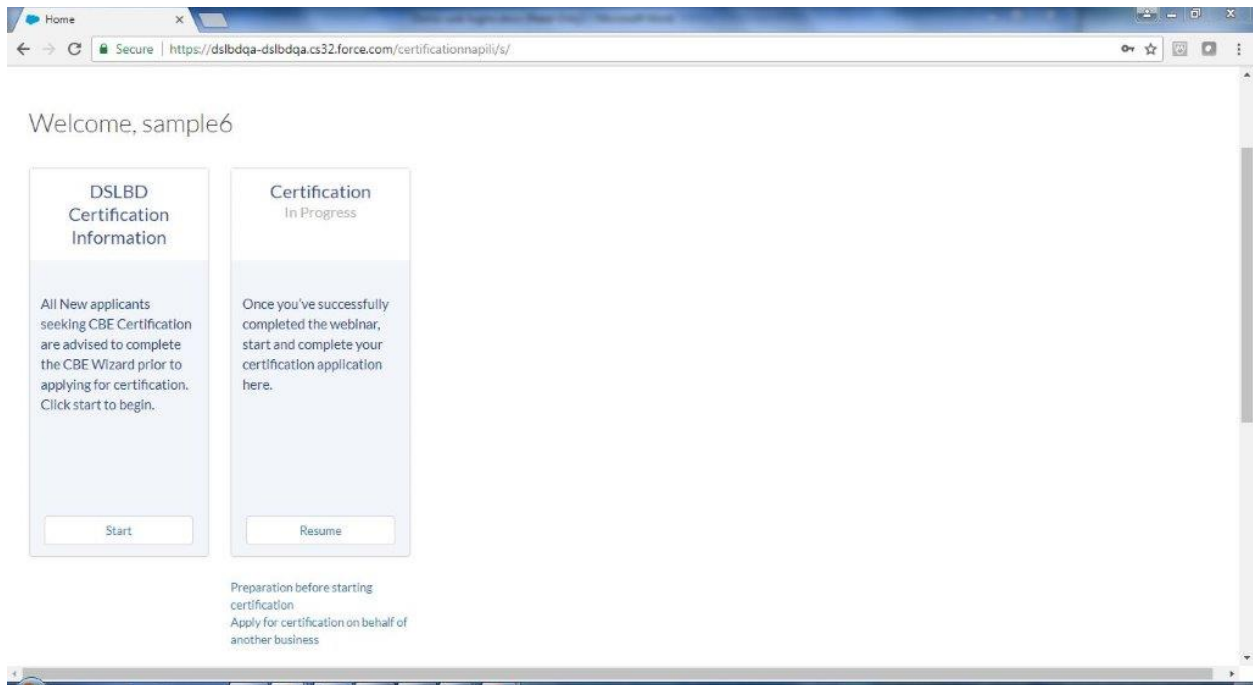 Home
Secure | https://dslbdqa-dslbdqa.cs32.force.com/certificationnapili/s/
Welcome, sample6
DSLBD
Certification
Information
All New applicants
seeking CBE Certification
are advised to complete
the CBE Wizard prior to
applying for certification.
Click start to begin.
Start
Certification
In Progress
Once you've successfully
completed the webinar,
start and complete your
certification application
here.
Resume
Preparation before starting
certification
Apply for certification on behalf of
another business